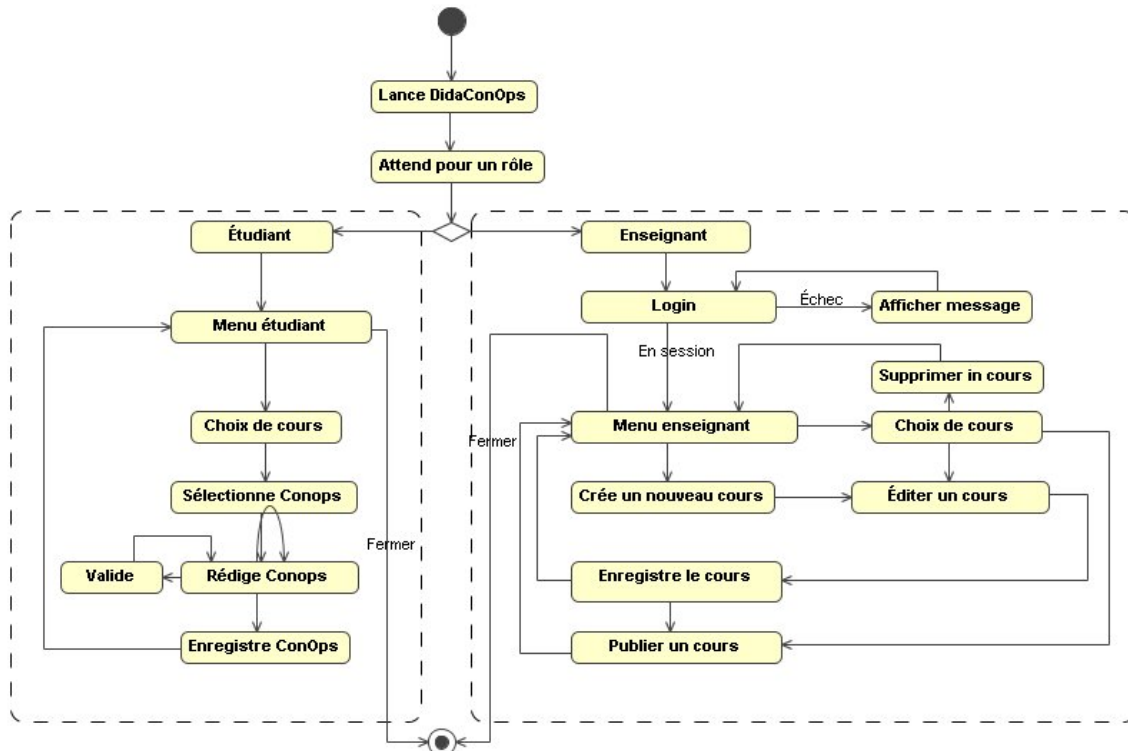 Lance DidaConOps
Attend pour un rôle
Étudiant
Menu étudiant
Choix de cours
Sélectionne Conops
Fermer
Valide
Rédige Conops
Enregistre ConOps
Enseignant
Login
Échec
Afficher message
En session
Supprimer in cours
Fermer
Menu enseignant
Choix de cours
Crée un nouveau cours
Éditer un cours
Enregistre le cours
Publier un cours